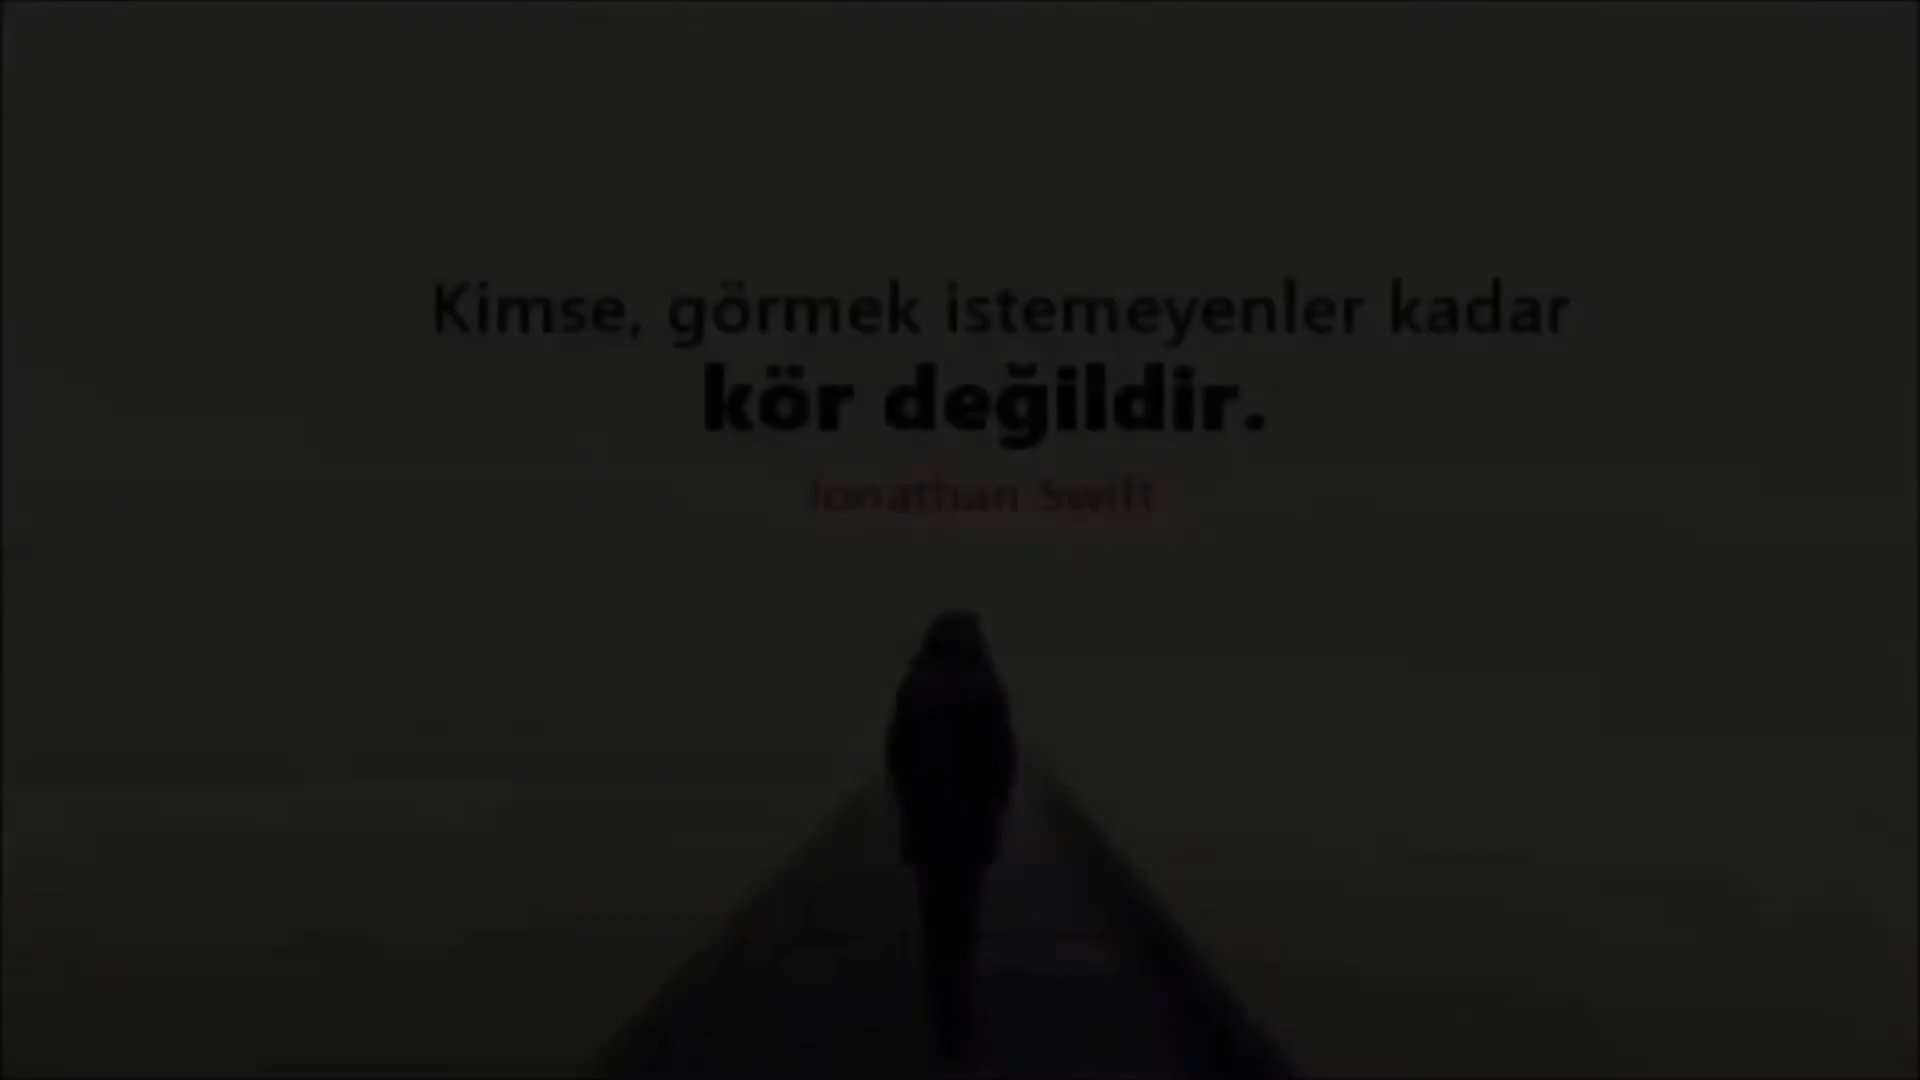 Kimse, görmek istemeyenler kadar
kör değildir.
Jonathan Swift